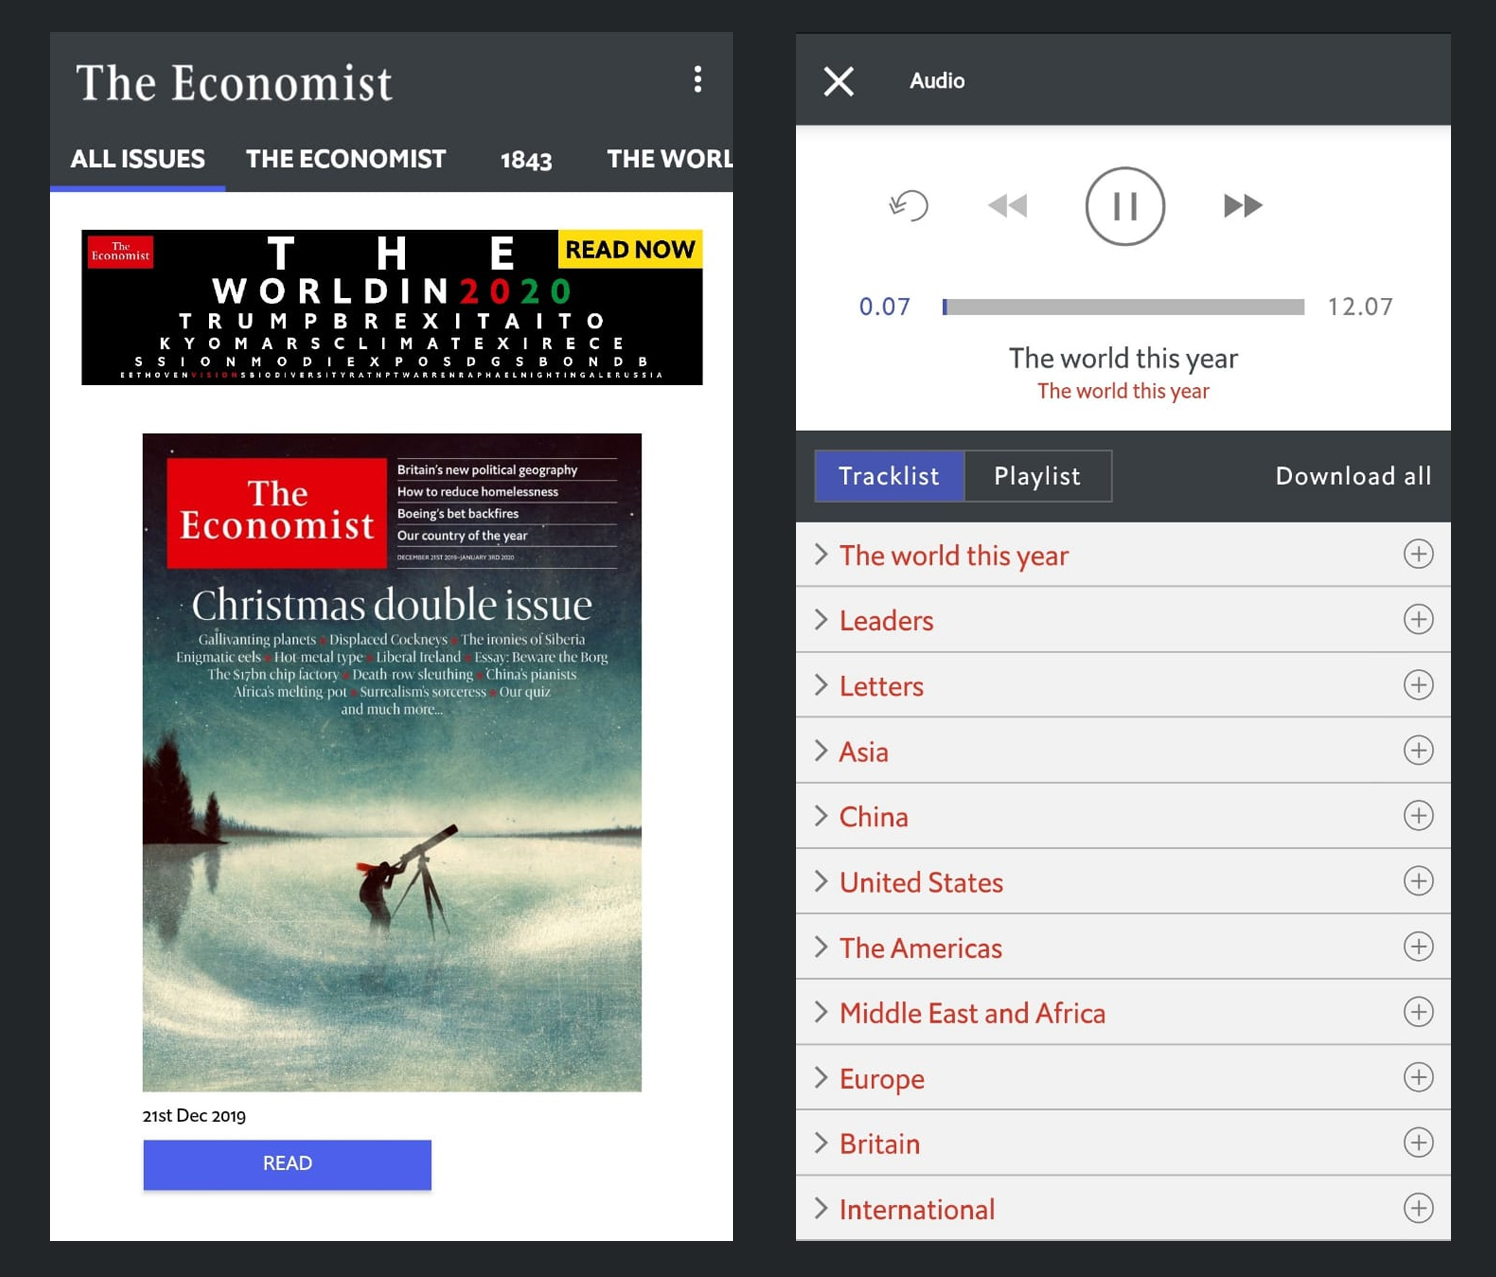 The Economist
ALL ISSUES THE ECONOMIST 1843 THE WORL
The
Economist
THE
READ NOW
WORLDIN2020
TRUMPBREXITAITO
KYOMARSCLIMATEXIRECE
SSIONMODIEXPOSDGSBONDB
EETHOVENVISIONSBIODIVERSITYRATNPTWARRENRAPHAELNIGHTINGALERUSSIA
The
Economist
Britain's new political geography
How to reduce homelessness
Boeing's bet backfires
Our country of the year
DECEMBER 21ST 2019–JANUARY 3RD 2020
Christmas double issue
Gallivanting planets Displaced Cockneys The ironies of Siberia
Enigmatic eels Hot-metal type Liberal Ireland Essay: Beware the Borg
The $17bn chip factory Death-row sleuthing China's pianists
Africa's melting pot Surrealism's sorceress Our quiz
and much more...
21st Dec 2019
READ
Audio
0.07 12.07
The world this year
The world this year
Tracklist Playlist Download all
The world this year
Leaders
Letters
Asia
China
United States
The Americas
Middle East and Africa
Europe
Britain
International